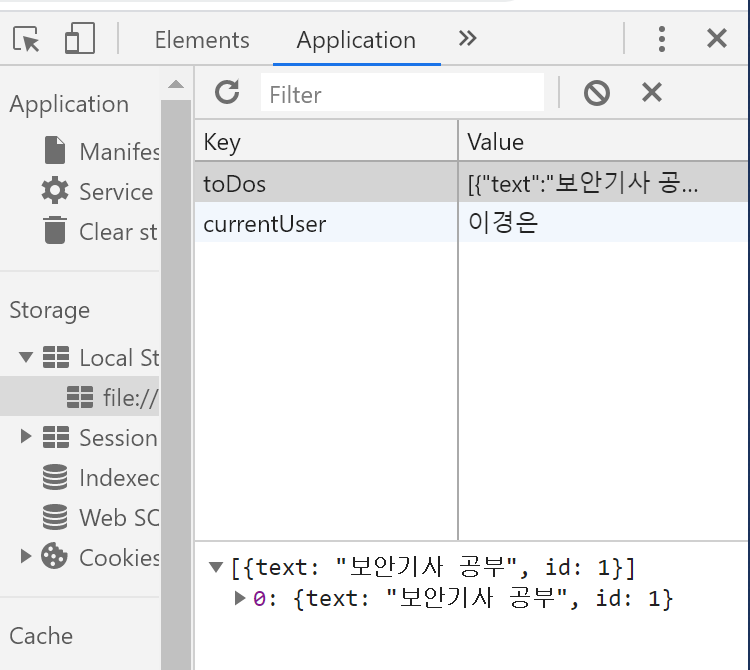 Elements Application
Application
Manifes
Service
Clear st
Storage
Local St
file://
Session
Indexed
Web SC
Cookies
Cache
Filter
Key Value
toDos [{"text":"보안기사 공...
currentUser 이경은
[{text: "보안기사 공부", id: 1}]
0: {text: "보안기사 공부", id: 1}